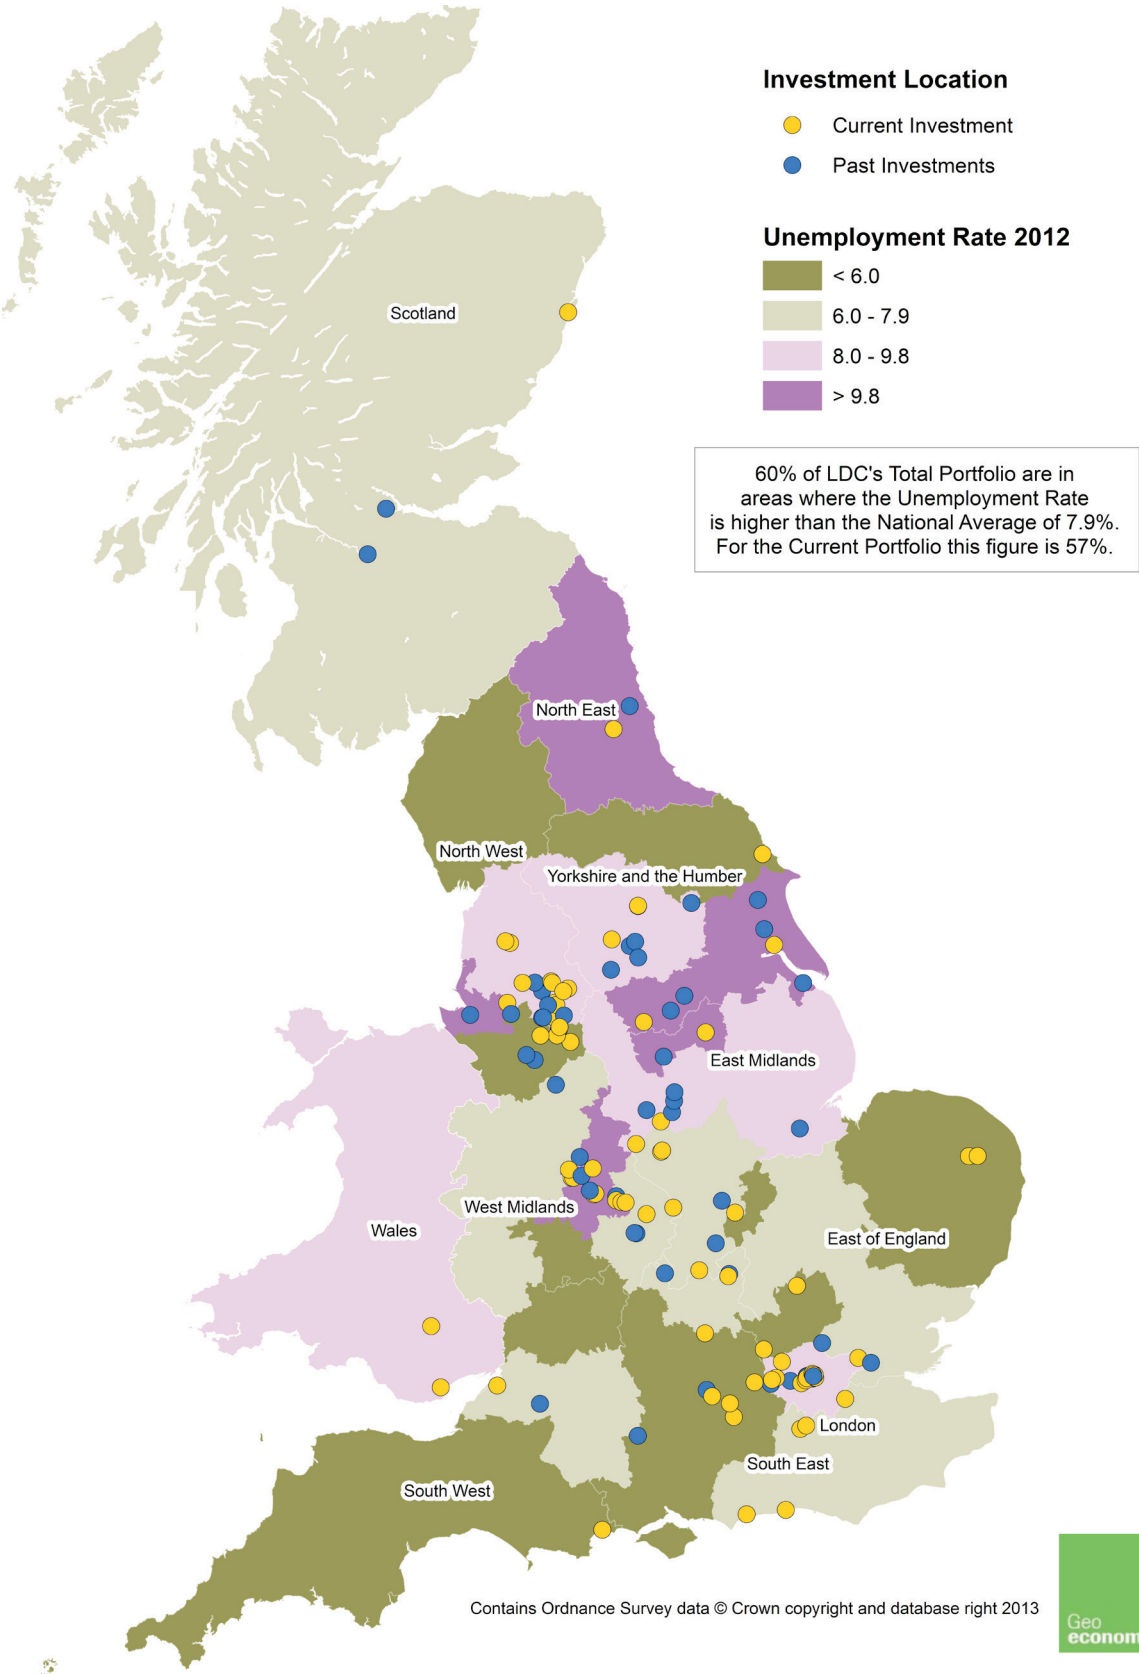 Investment Location
Current Investment
Past Investments
Unemployment Rate 2012
< 6.0
6.0 - 7.9
8.0 - 9.8
> 9.8
60% of LDC's Total Portfolio are in
areas where the Unemployment Rate
is higher than the National Average of 7.9%.
For the Current Portfolio this figure is 57%.
Scotland
North East
North West
Yorkshire and the Humber
East Midlands
West Midlands
Wales
East of England
London
South East
South West
Contains Ordnance Survey data © Crown copyright and database right 2013
Geo
econom